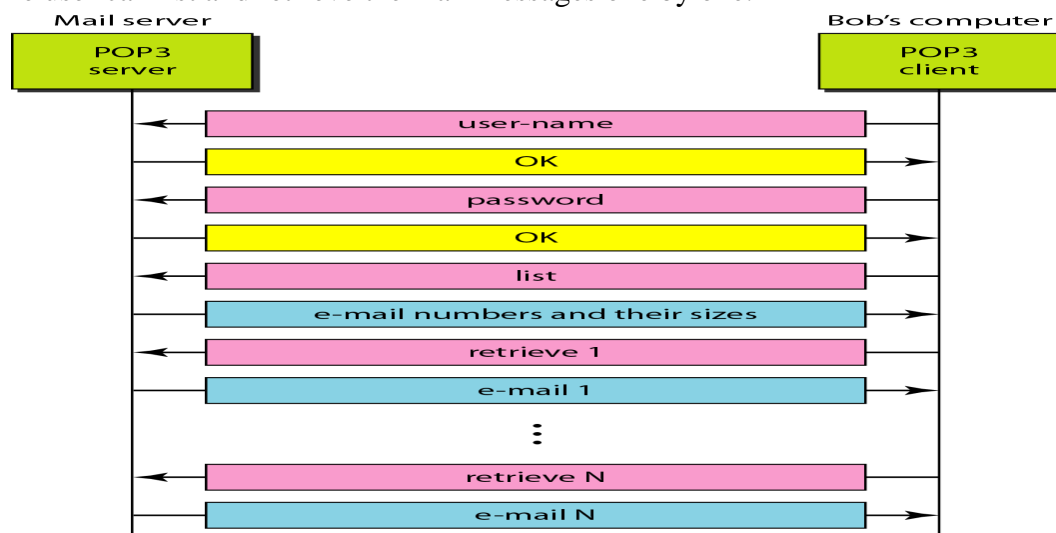 Mail server
Bob's computer
POP3
server
POP3
client
user-name
OK
password
OK
list
e-mail numbers and their sizes
retrieve 1
e-mail 1
retrieve N
e-mail N